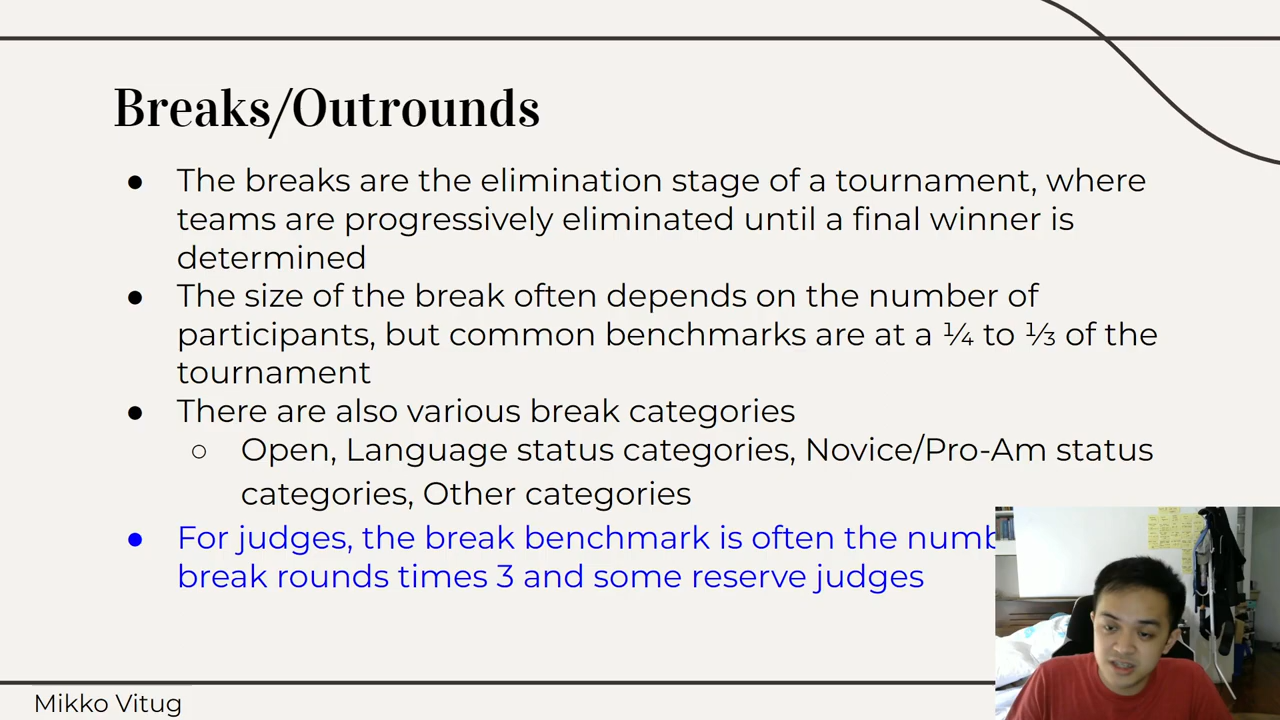 Breaks/Outrounds
● The breaks are the elimination stage of a tournament, where
teams are progressively eliminated until a final winner is
determined
● The size of the break often depends on the number of
participants, but common benchmarks are at a ¼ to ⅓ of the
tournament
● There are also various break categories
○ Open, Language status categories, Novice/Pro-Am status
categories, Other categories
● For judges, the break benchmark is often the
break rounds times 3 and some reserve judges
Mikko Vitug